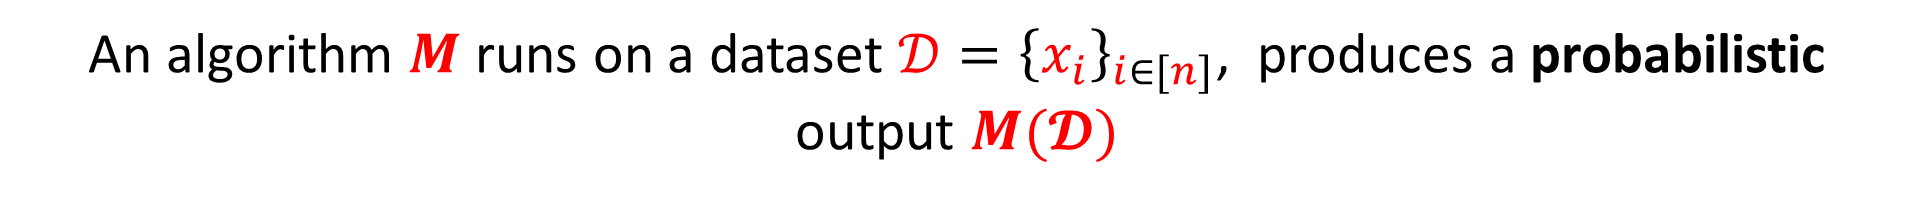 An algorithm M runs on a dataset 𝒟 = {xᵢ}ᵢ∈[n], produces a probabilistic
output M(𝒟)